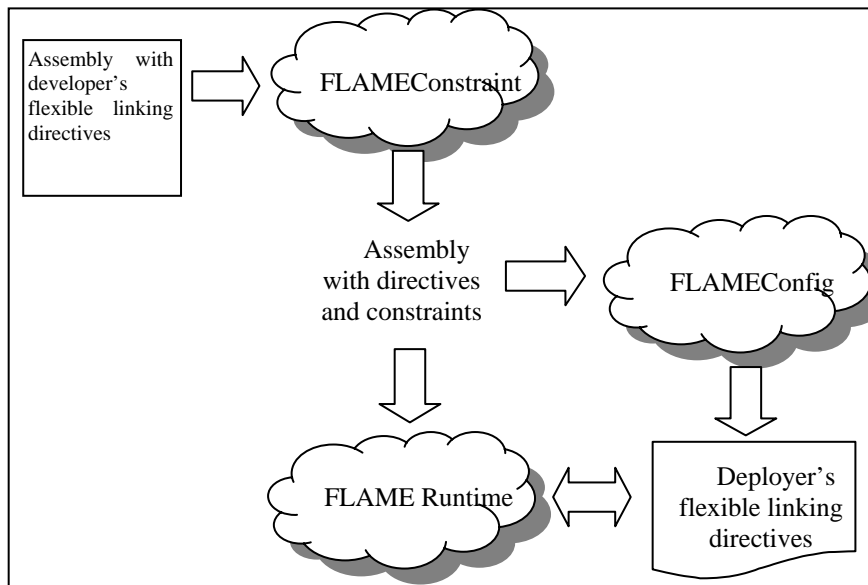 Assembly with
developer's
flexible linking
directives
FLAMEConstraint
Assembly
with directives
and constraints
FLAMEConfig
FLAME Runtime
Deployer's
flexible linking
directives